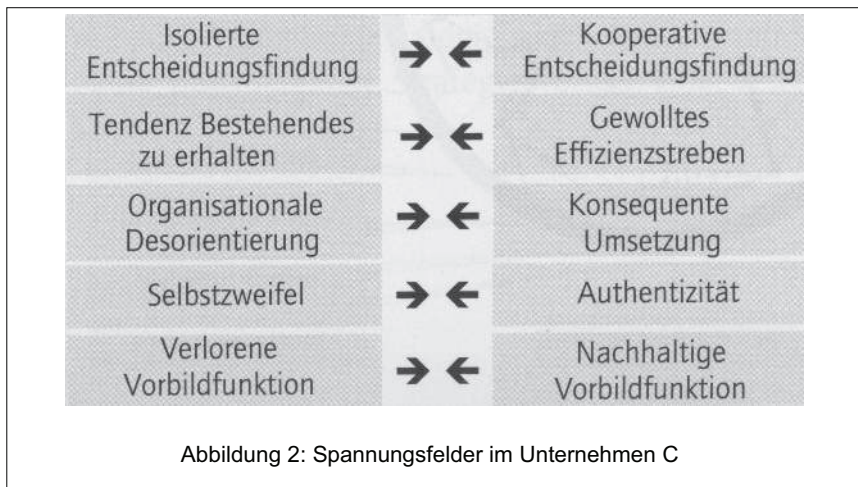 Isolierte
Entscheidungsfindung
→ ←
Kooperative
Entscheidungsfindung
Tendenz Bestehendes
zu erhalten
→ ←
Gewolltes
Effizienzstreben
Organisationale
Desorientierung
→ ←
Konsequente
Umsetzung
Selbstzweifel
→ ←
Authentizität
Verlorene
Vorbildfunktion
→ ←
Nachhaltige
Vorbildfunktion
Abbildung 2: Spannungsfelder im Unternehmen C